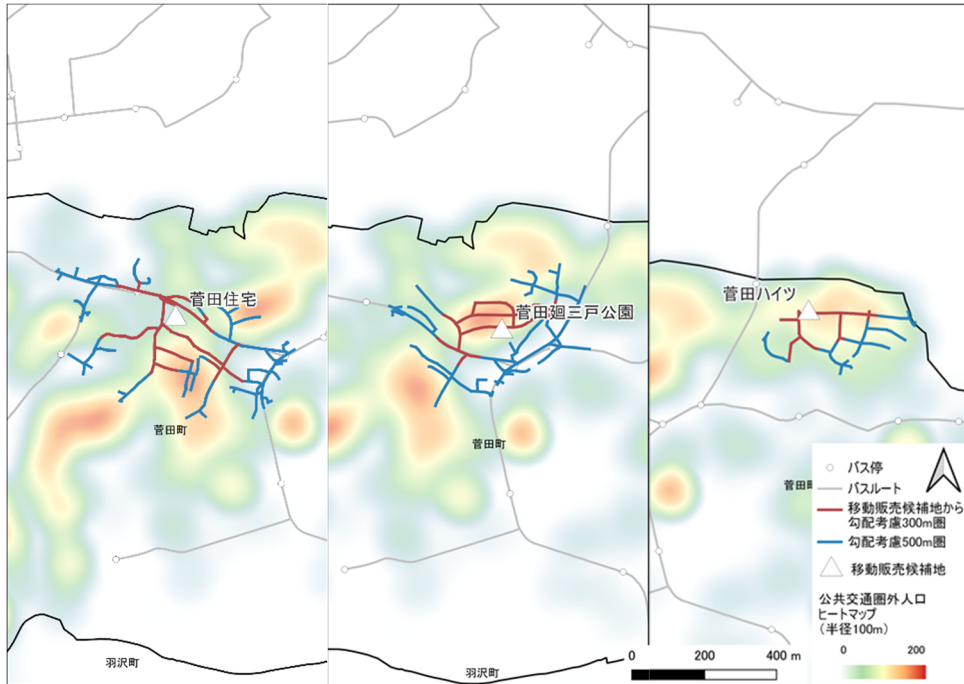 菅田住宅
菅田町
羽沢町
菅田廻三戸公園
菅田町
羽沢町
菅田ハイツ
菅田町
バス停
バスルート
移動販売候補地から
勾配考慮300m圏
勾配考慮500m圏
移動販売候補地
公共交通圏外人口
ヒートマップ
(半径100m)
0 200
0 200 400 m